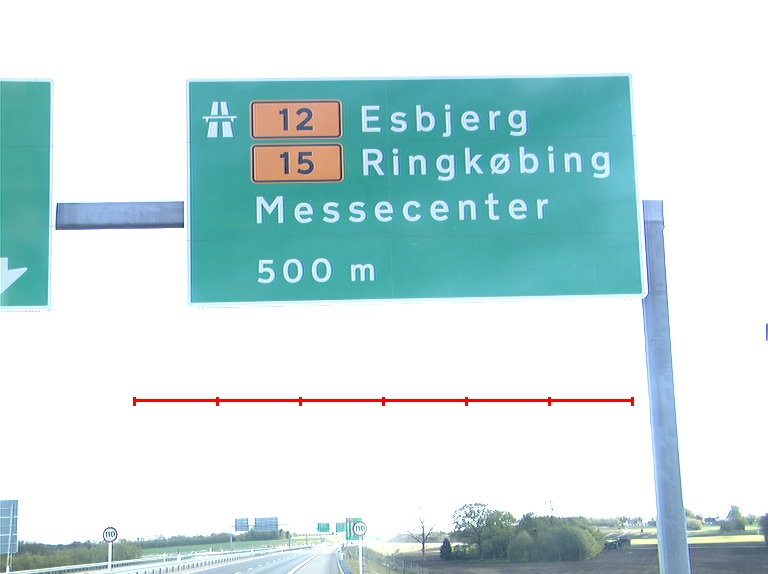 12 Esbjerg
15 Ringkøbing
Messecenter
500 m
110
110